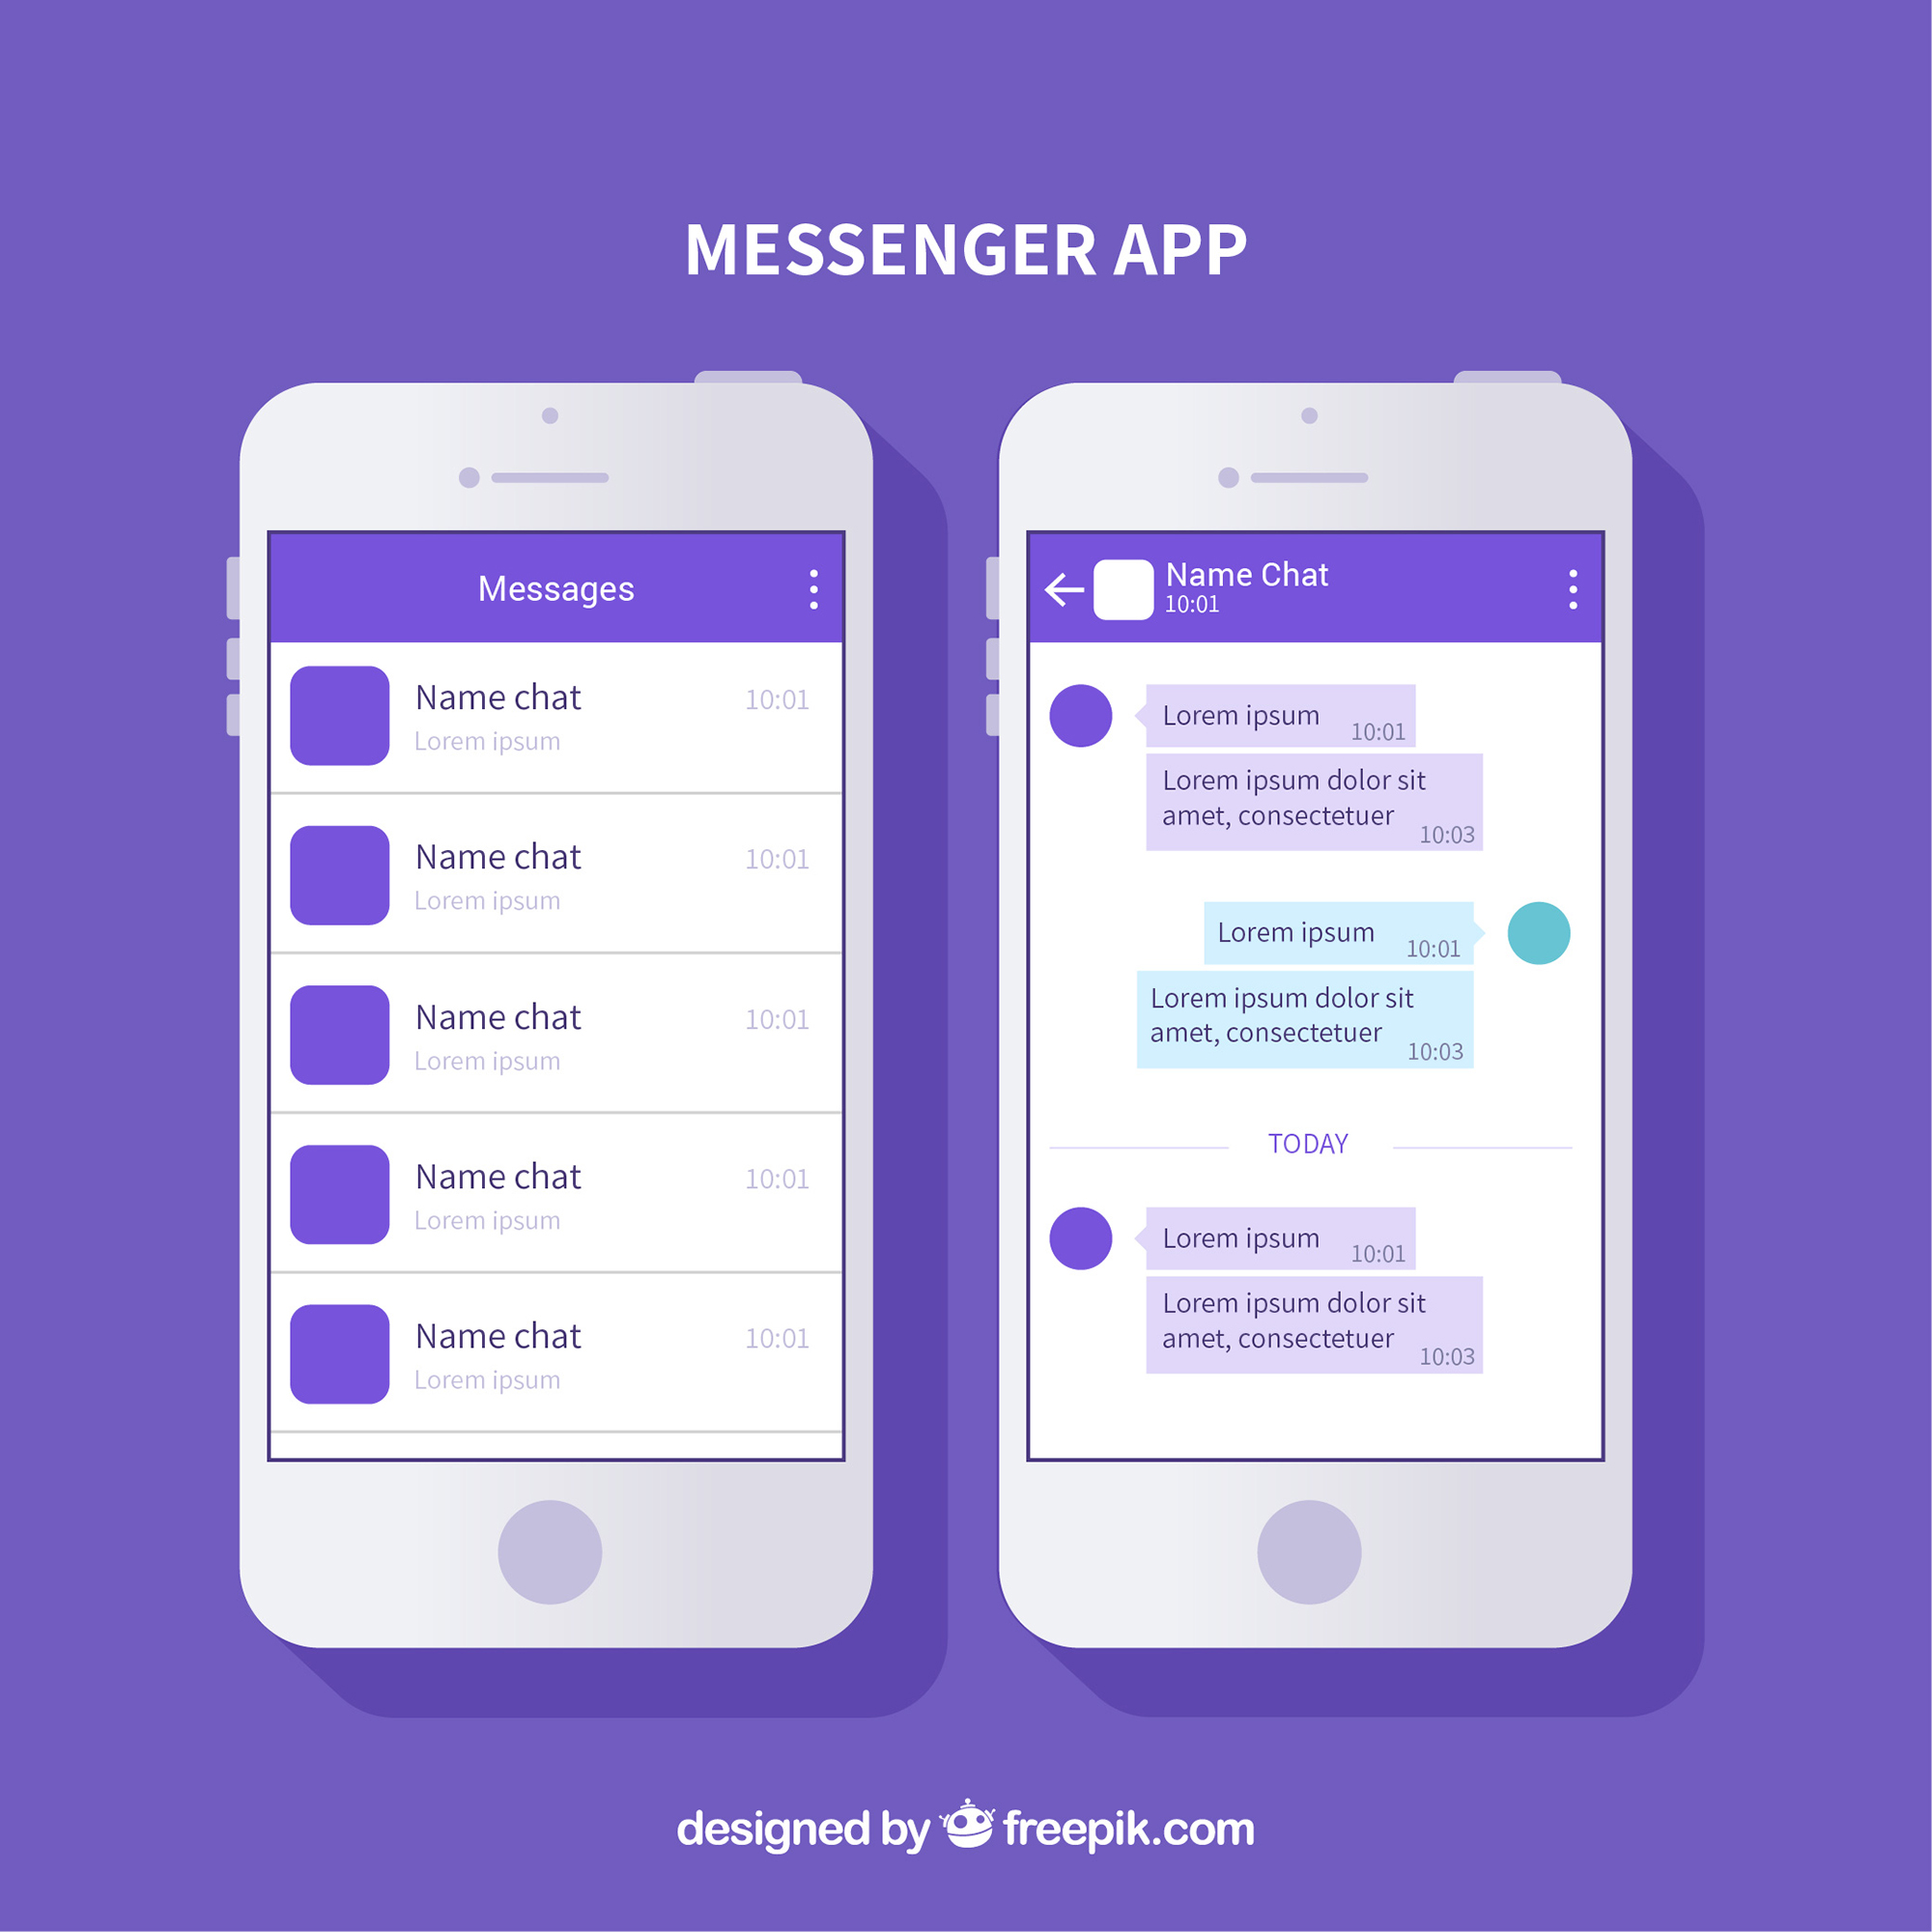 MESSENGER APP
Messages
Name chat 10:01
Lorem ipsum
Name chat 10:01
Lorem ipsum
Name chat 10:01
Lorem ipsum
Name chat 10:01
Lorem ipsum
Name chat 10:01
Lorem ipsum
Name Chat
10:01
Lorem ipsum 10:01
Lorem ipsum dolor sit
amet, consectetuer
10:03
Lorem ipsum 10:01
Lorem ipsum dolor sit
amet, consectetuer
10:03
TODAY
Lorem ipsum 10:01
Lorem ipsum dolor sit
amet, consectetuer
10:03
designed by freepik.com